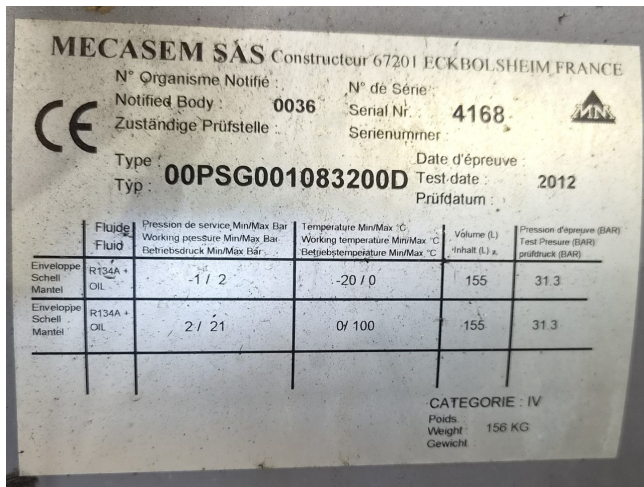 MECASEM SAS Constructeur 67201 ECKBOLSHEIM FRANCE
N° Organisme Notifié :
Notified Body : 0036
Zuständige Prüfstelle :
N° de Série :
Serial Nr. : 4168
Seriennummer :
MN
CE
Type :
Typ : 00PSG001083200D
Date d'épreuve :
Test date : 2012
Prüfdatum :
Fluide
Fluid
Pression de service Min/Max Bar
Working pressure Min/Max Bar
Betriebsdruck Min/Max Bar
Temperature Min/Max °C
Working temperature Min/Max °C
Betriebstemperature Min/Max °C
Volume (L)
Inhalt (L)
Pression d'épreuve (BAR)
Test Presure (BAR)
prüfdruck (BAR)
Enveloppe
Schell
Mantel
R134A +
OIL
-1 / 2
-20 / 0
155
31.3
Enveloppe
Schell
Mantel
R134A +
OIL
2 / 21
0/ 100
155
31.3
CATEGORIE : IV
Poids
Weight : 156 KG
Gewicht